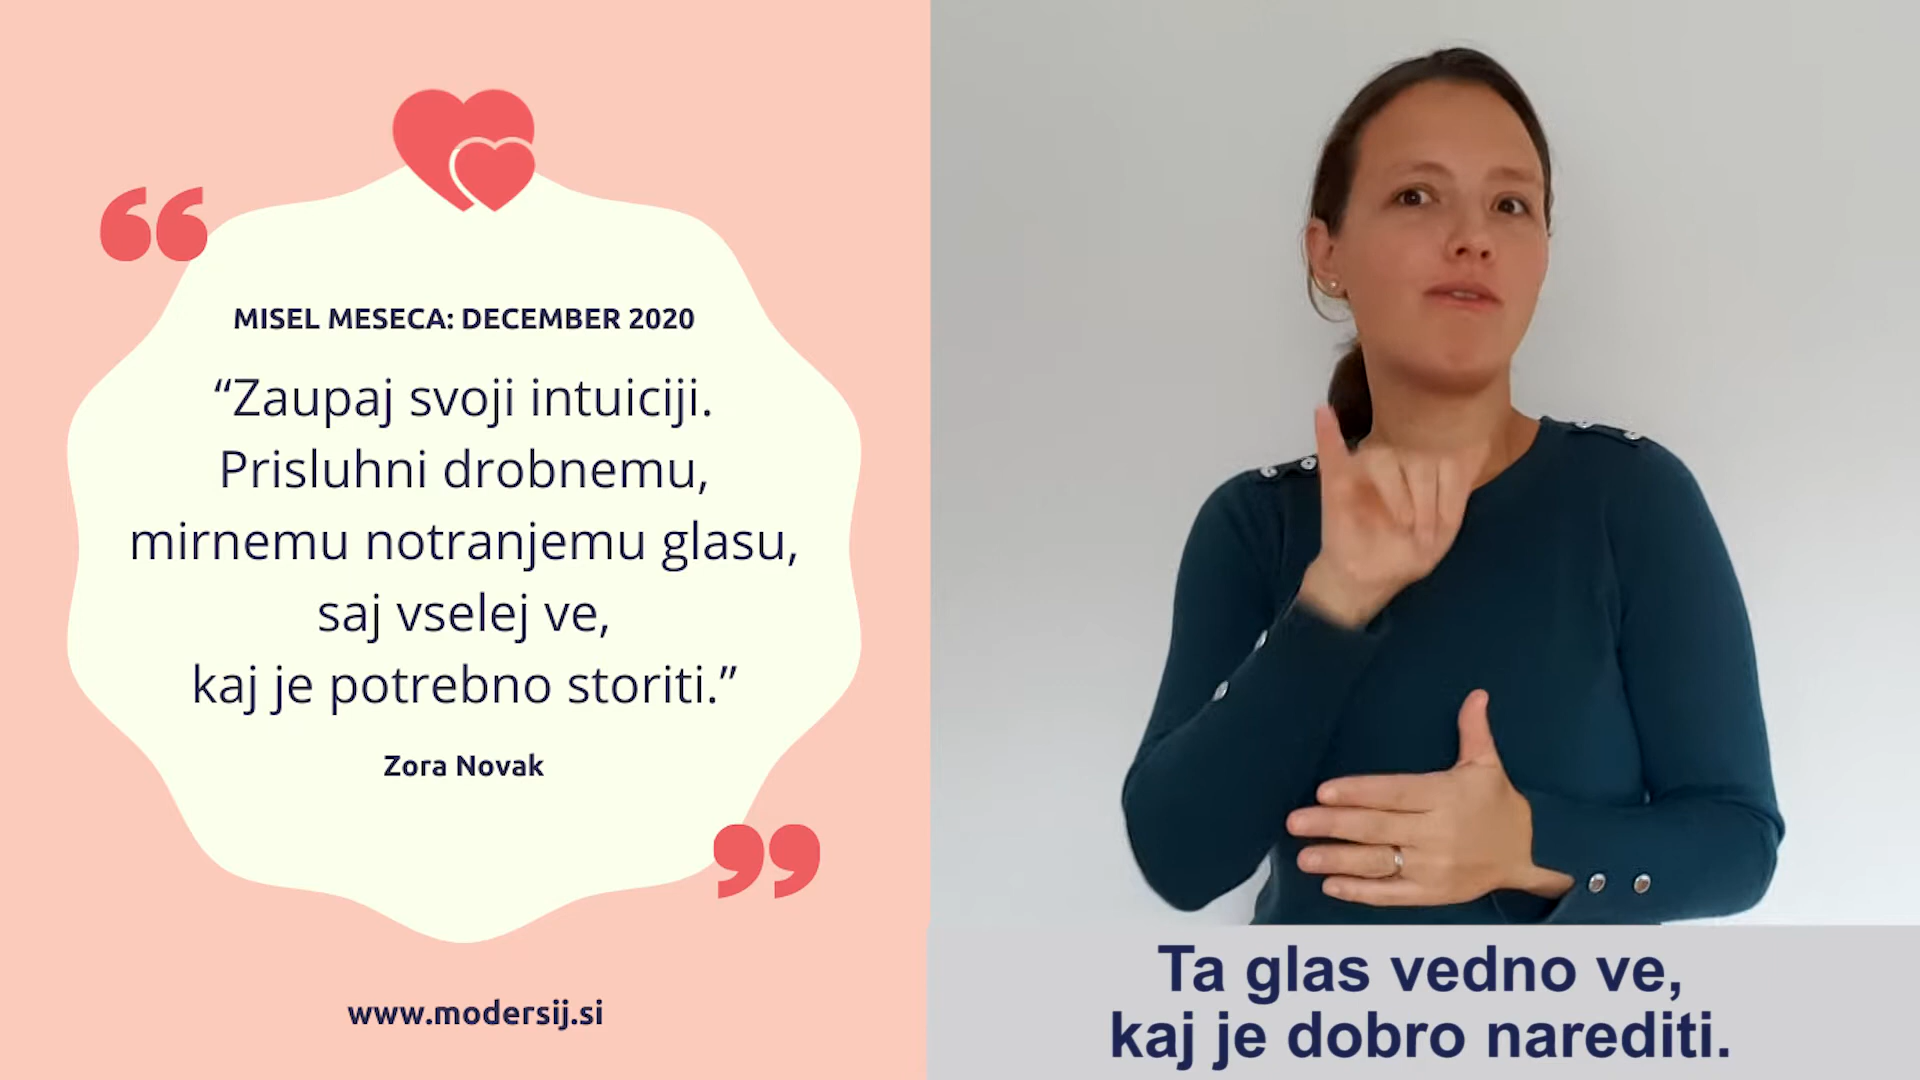 MISEL MESECA: DECEMBER 2020
“Zaupaj svoji intuiciji.
Prisluhni drobnemu,
mirnemu notranjemu glasu,
saj vselej ve,
kaj je potrebno storiti.”
Zora Novak
www.modersij.si
Ta glas vedno ve,
kaj je dobro narediti.